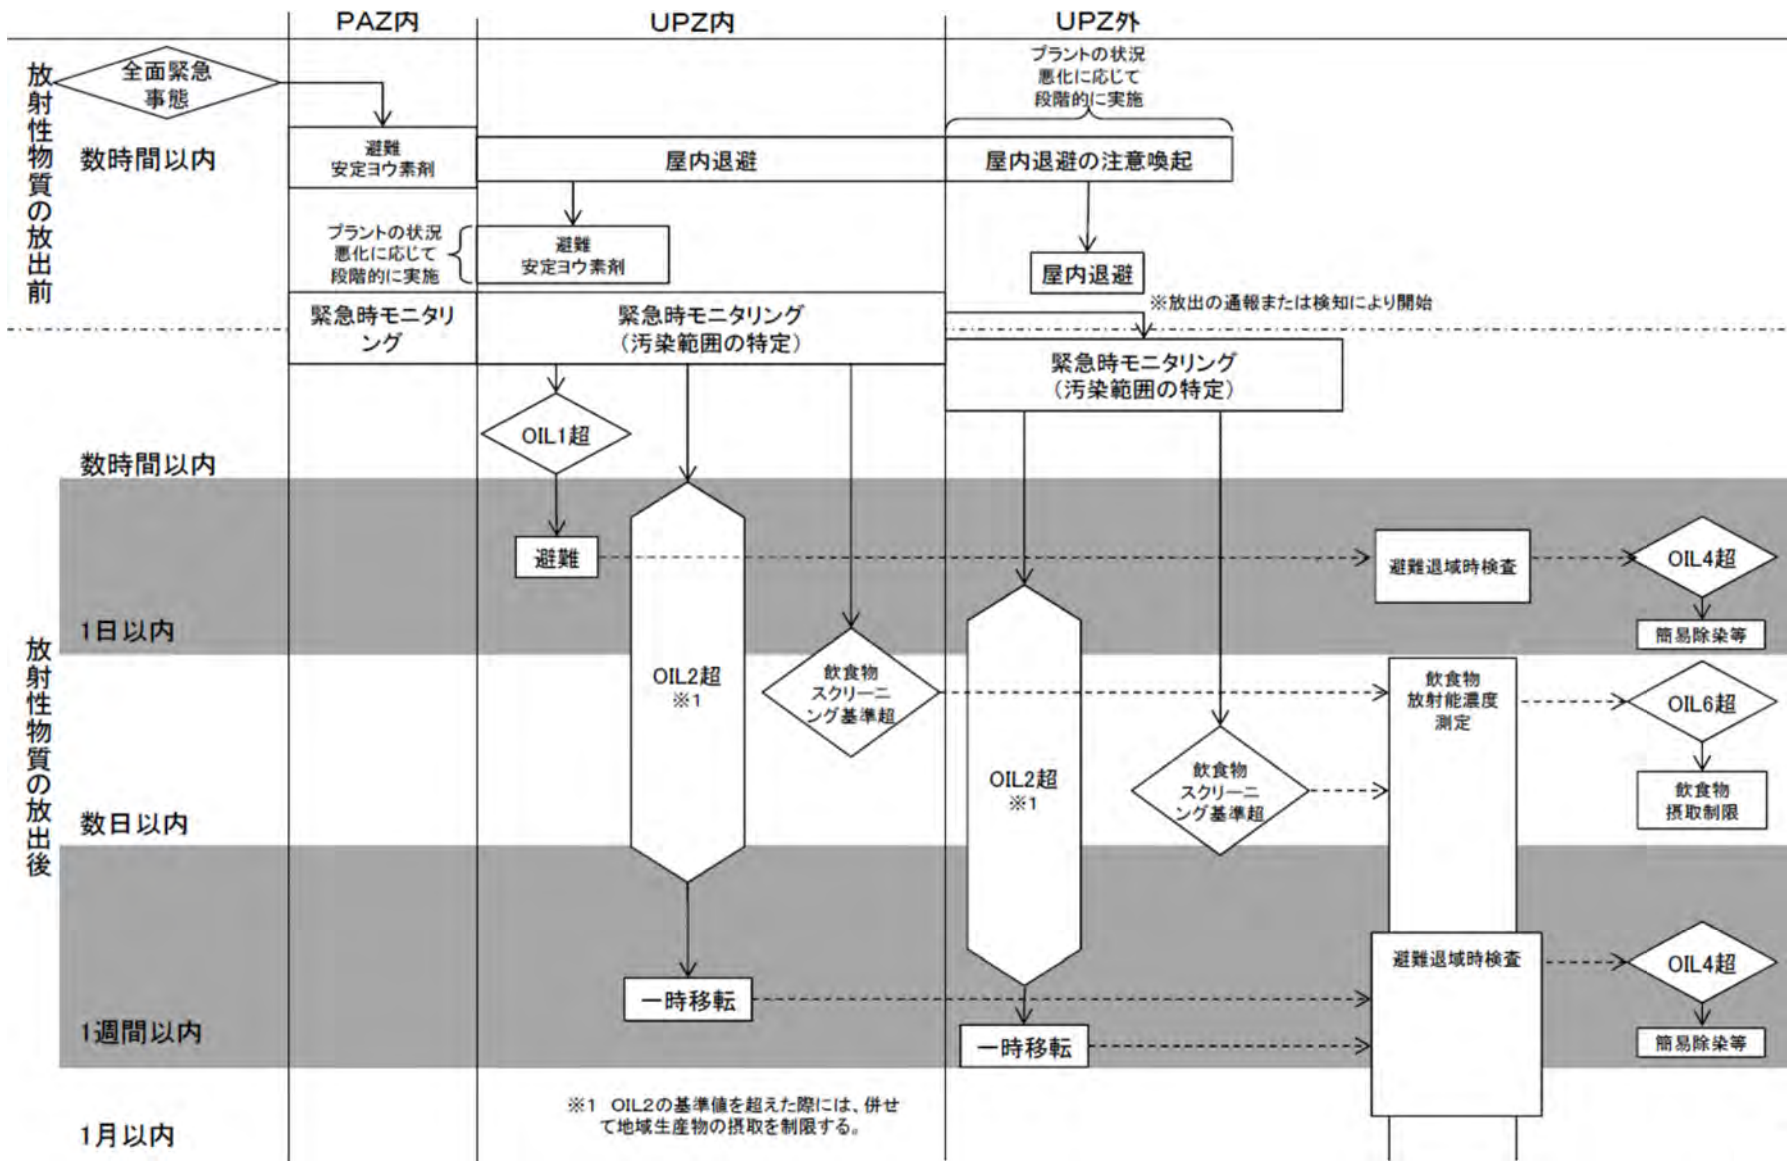 PAZ内
UPZ内
UPZ外
放射性物質の放出前
全面緊急
事態
プラントの状況
悪化に応じて
段階的に実施
数時間以内
避難
安定ヨウ素剤
屋内退避
屋内退避の注意喚起
プラントの状況
悪化に応じて
段階的に実施
避難
安定ヨウ素剤
屋内退避
※放出の通報または検知により開始
緊急時モニタリ
ング
緊急時モニタリング
(汚染範囲の特定)
緊急時モニタリング
(汚染範囲の特定)
放射性物質の放出後
OIL1超
数時間以内
避難
避難退域時検査
OIL4超
簡易除染等
1日以内
OIL2超
※1
飲食物
スクリーニ
ング基準超
飲食物
放射能濃度
測定
OIL6超
OIL2超
※1
飲食物
スクリーニ
ング基準超
飲食物
摂取制限
数日以内
避難退域時検査
OIL4超
一時移転
簡易除染等
1週間以内
一時移転
※1 OIL2の基準値を超えた際には、併せ
て地域生産物の摂取を制限する。
1月以内